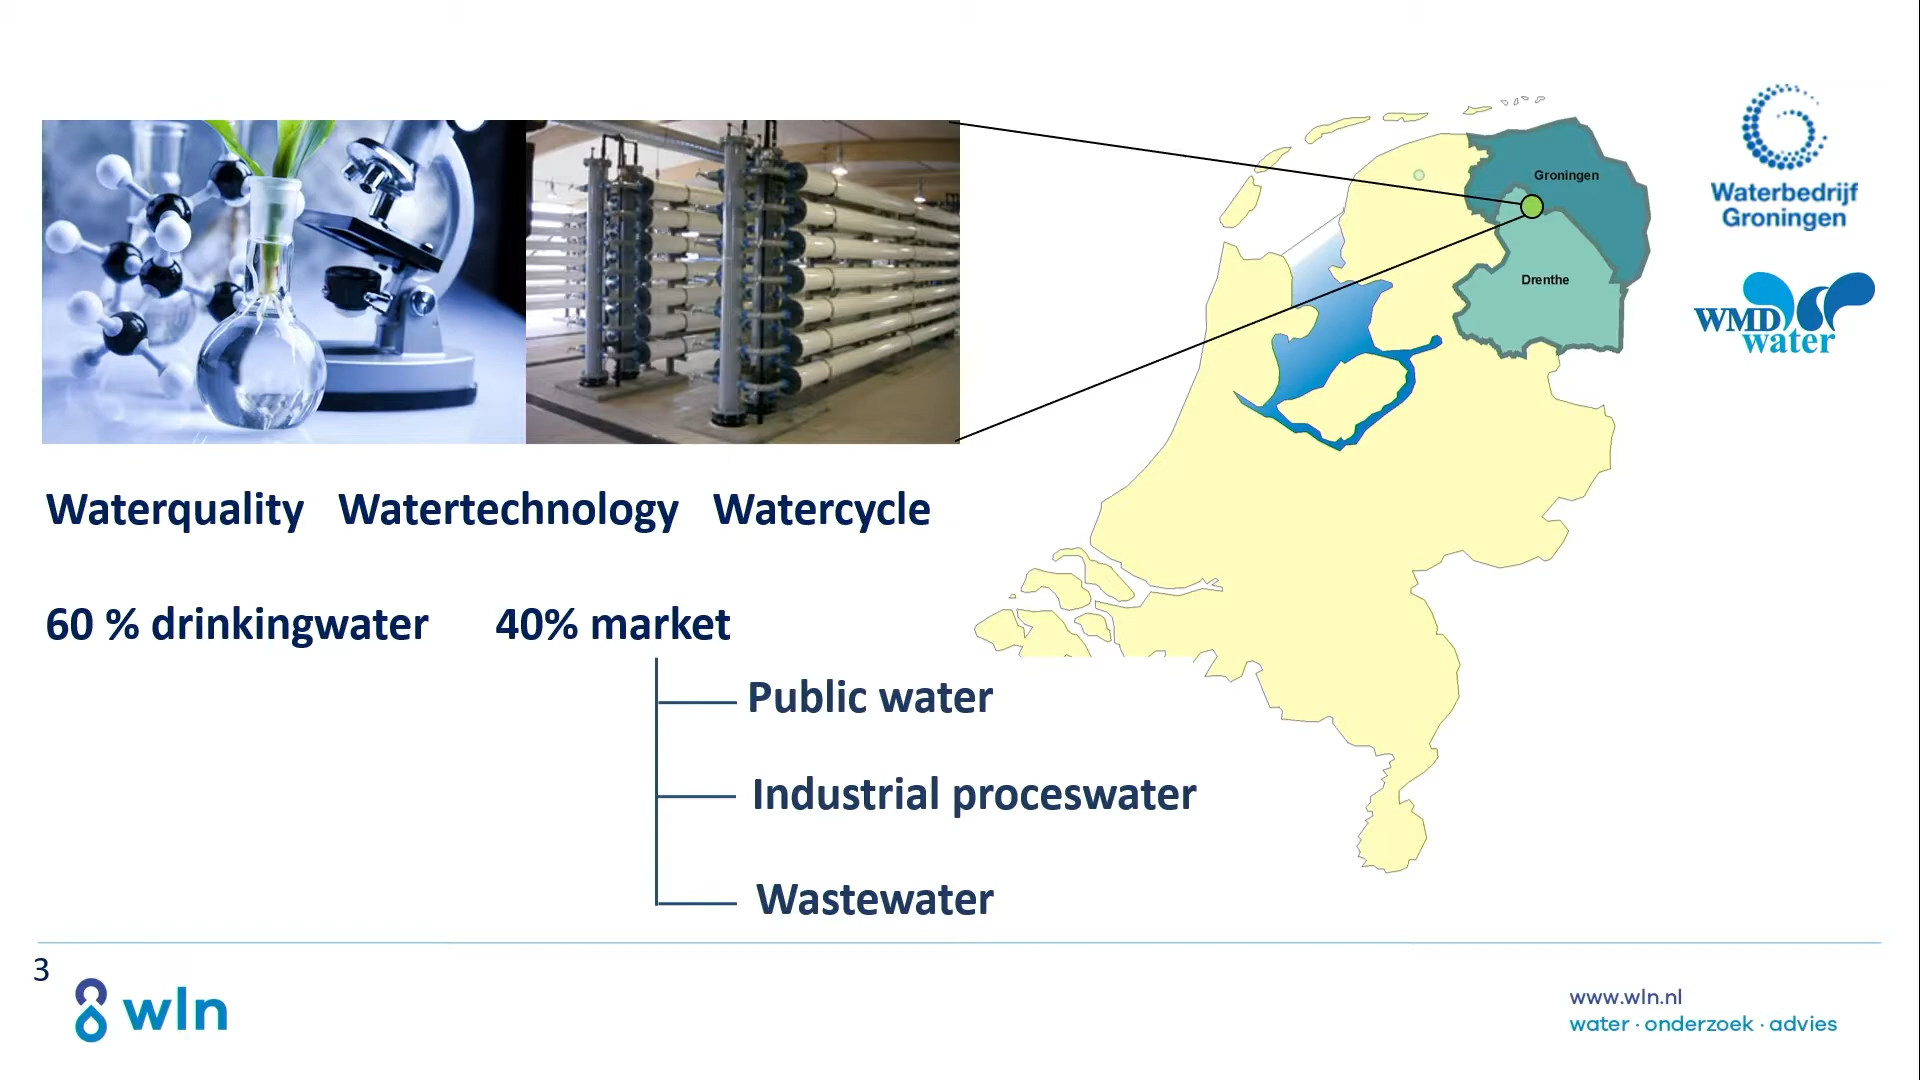 Groningen
Drenthe
Waterbedrijf
Groningen
WMD
water
Waterquality Watertechnology Watercycle
60 % drinkingwater 40% market
Public water
Industrial proceswater
Wastewater
3
wln
www.wln.nl
water · onderzoek · advies